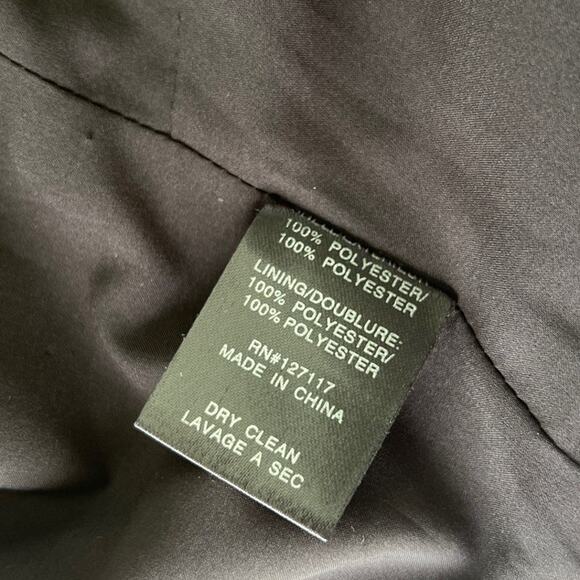 100% POLYESTER/
100% POLYESTER
LINING/DOUBLURE:
100% POLYESTER/
100% POLYESTER
RN#127117
MADE IN CHINA
DRY CLEAN
LAVAGE A SEC